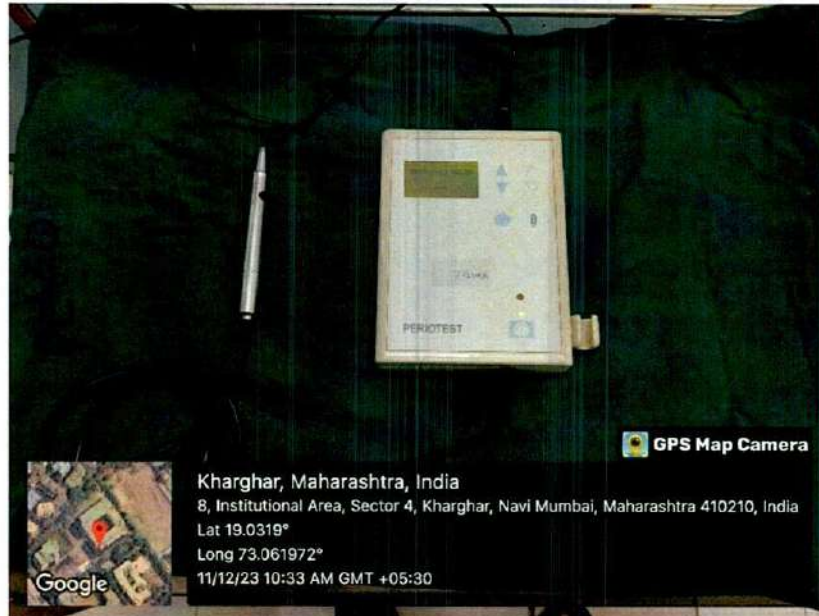 PERIOTEST
GPS Map Camera
Kharghar, Maharashtra, India
8, Institutional Area, Sector 4, Kharghar, Navi Mumbai, Maharashtra 410210, India
Lat 19.0319°
Long 73.061972°
11/12/23 10:33 AM GMT +05:30
Google